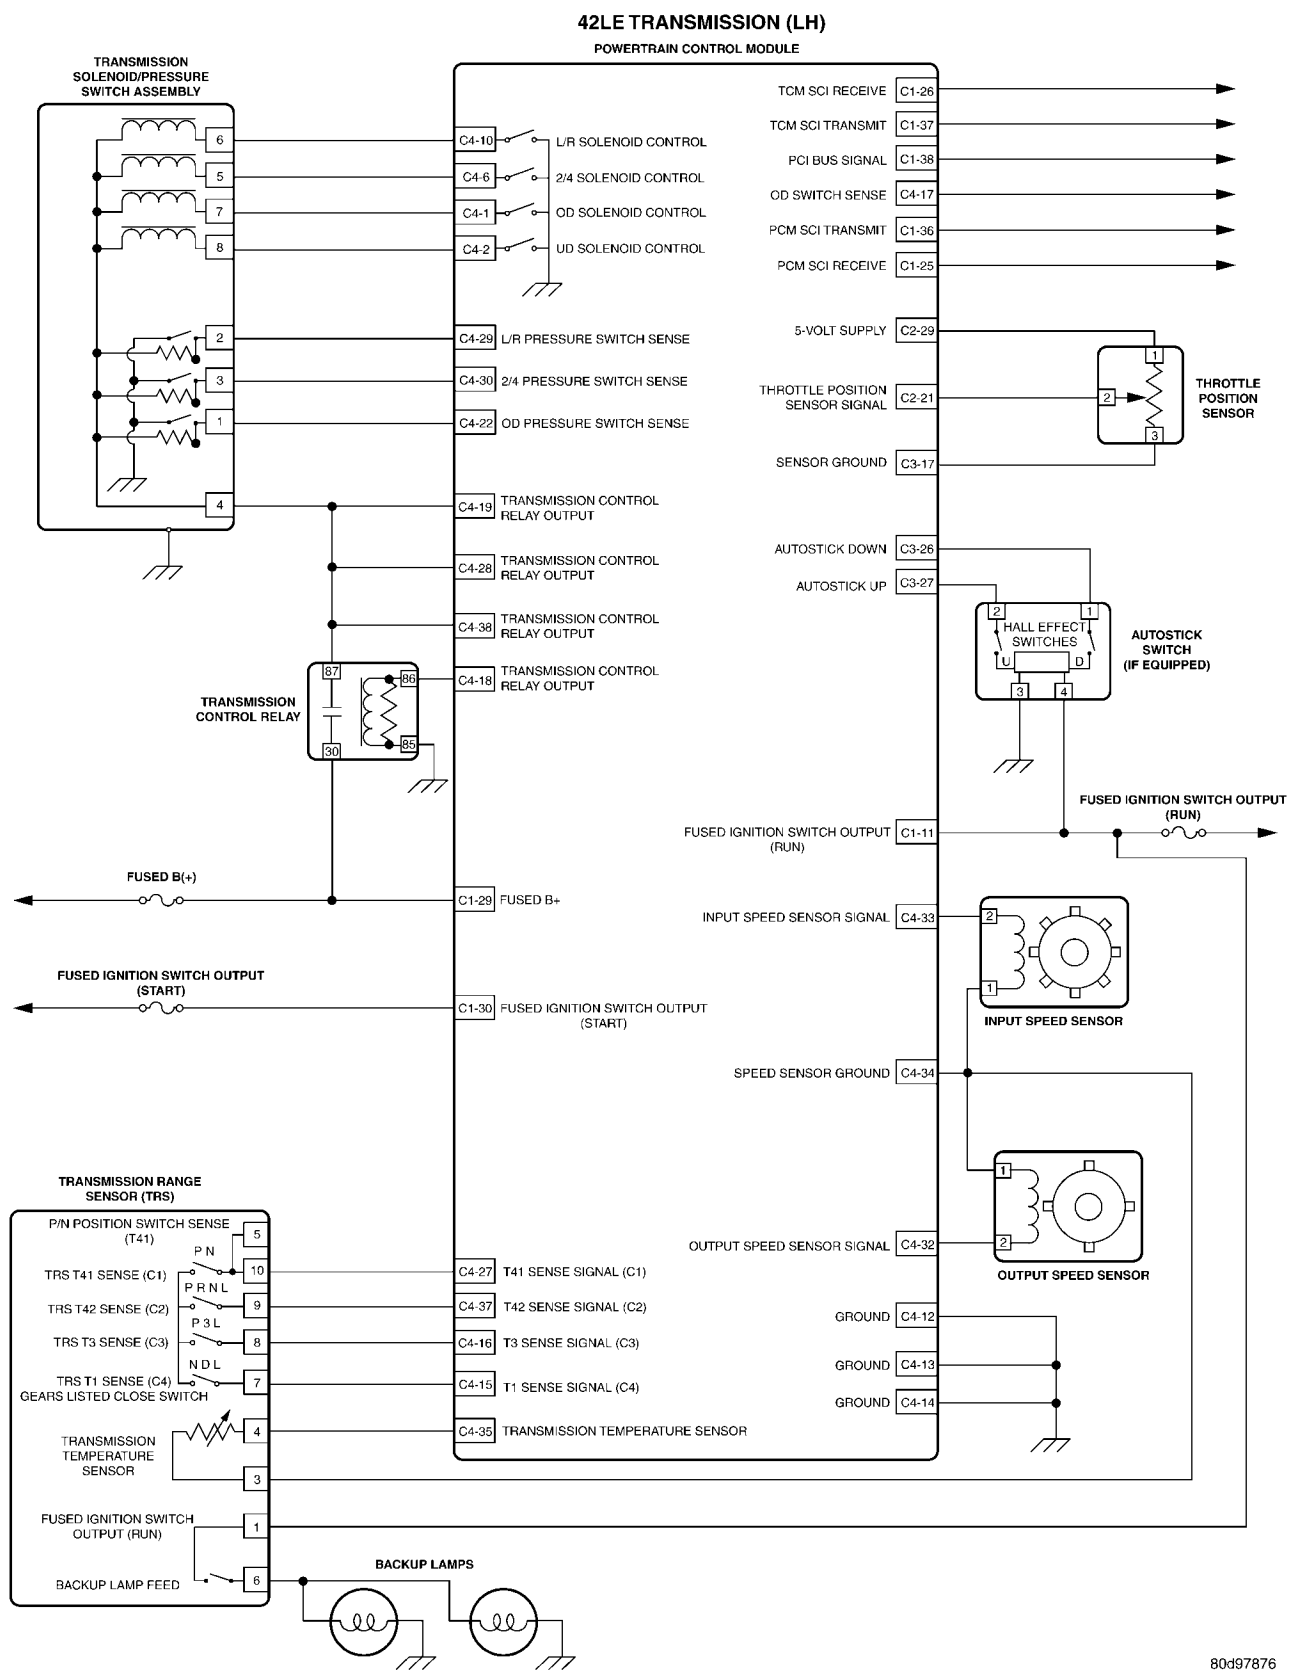 42LE TRANSMISSION (LH)
POWERTRAIN CONTROL MODULE
TRANSMISSION
SOLENOID/PRESSURE
SWITCH ASSEMBLY
6
5
7
8
2
3
1
4
C4-10 L/R SOLENOID CONTROL
C4-6 2/4 SOLENOID CONTROL
C4-1 OD SOLENOID CONTROL
C4-2 UD SOLENOID CONTROL
C4-29 L/R PRESSURE SWITCH SENSE
C4-30 2/4 PRESSURE SWITCH SENSE
C4-22 OD PRESSURE SWITCH SENSE
C4-19 TRANSMISSION CONTROL
RELAY OUTPUT
C4-28 TRANSMISSION CONTROL
RELAY OUTPUT
C4-38 TRANSMISSION CONTROL
RELAY OUTPUT
C4-18 TRANSMISSION CONTROL
RELAY OUTPUT
TRANSMISSION
CONTROL RELAY
87
86
30
85
FUSED B(+)
C1-29 FUSED B+
FUSED IGNITION SWITCH OUTPUT
(START)
C1-30 FUSED IGNITION SWITCH OUTPUT
(START)
TCM SCI RECEIVE C1-26
TCM SCI TRANSMIT C1-37
PCI BUS SIGNAL C1-38
OD SWITCH SENSE C4-17
PCM SCI TRANSMIT C1-36
PCM SCI RECEIVE C1-25
5-VOLT SUPPLY C2-29
THROTTLE POSITION
SENSOR SIGNAL C2-21
SENSOR GROUND C3-17
1
2
3
THROTTLE
POSITION
SENSOR
AUTOSTICK DOWN C3-26
AUTOSTICK UP C3-27
2 1
HALL EFFECT
SWITCHES
U D
3 4
AUTOSTICK
SWITCH
(IF EQUIPPED)
FUSED IGNITION SWITCH OUTPUT
(RUN)
FUSED IGNITION SWITCH OUTPUT C1-11
(RUN)
INPUT SPEED SENSOR SIGNAL C4-33
2
1
INPUT SPEED SENSOR
SPEED SENSOR GROUND C4-34
1
2
OUTPUT SPEED SENSOR SIGNAL C4-32
OUTPUT SPEED SENSOR
GROUND C4-12
GROUND C4-13
GROUND C4-14
TRANSMISSION RANGE
SENSOR (TRS)
P/N POSITION SWITCH SENSE
(T41)
5
P N
TRS T41 SENSE (C1) 10 C4-27 T41 SENSE SIGNAL (C1)
P R N L
TRS T42 SENSE (C2) 9 C4-37 T42 SENSE SIGNAL (C2)
P 3 L
TRS T3 SENSE (C3) 8 C4-16 T3 SENSE SIGNAL (C3)
N D L
TRS T1 SENSE (C4) 7 C4-15 T1 SENSE SIGNAL (C4)
GEARS LISTED CLOSE SWITCH
4 C4-35 TRANSMISSION TEMPERATURE SENSOR
TRANSMISSION
TEMPERATURE
SENSOR
3
FUSED IGNITION SWITCH
OUTPUT (RUN)
1
BACKUP LAMP FEED 6
BACKUP LAMPS
80d97876